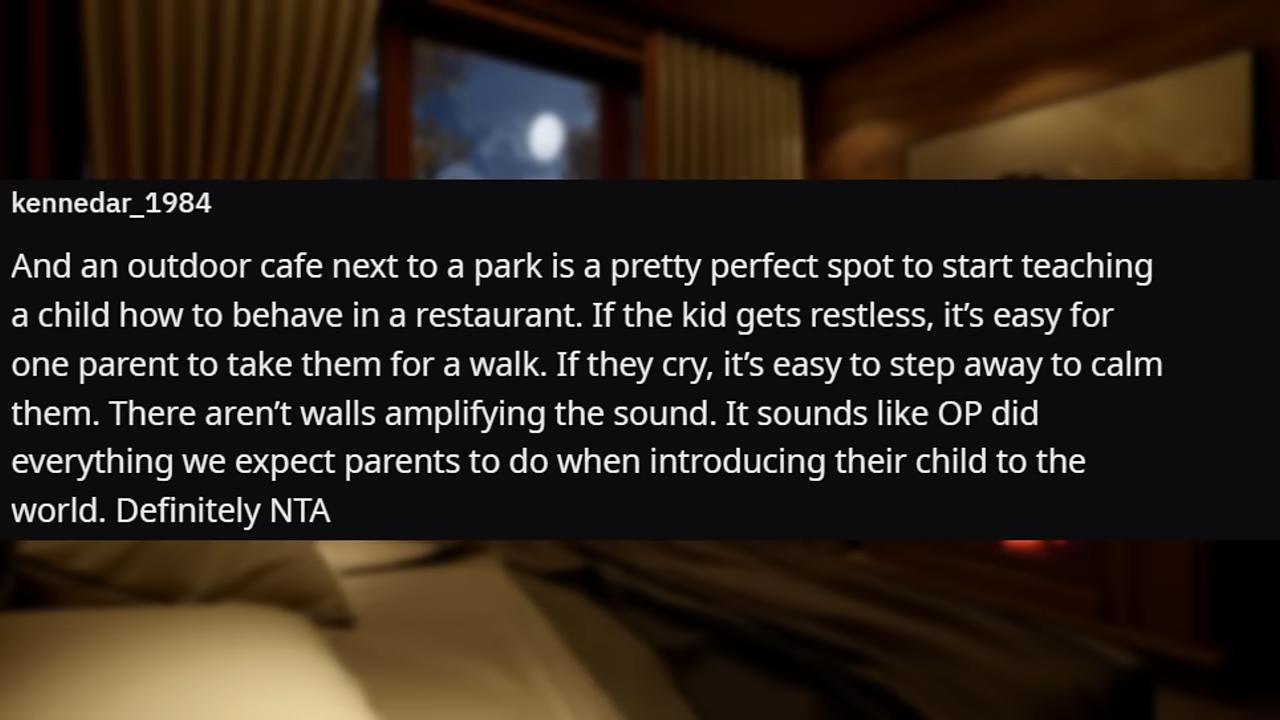 kennedar_1984
And an outdoor cafe next to a park is a pretty perfect spot to start teaching
a child how to behave in a restaurant. If the kid gets restless, it’s easy for
one parent to take them for a walk. If they cry, it’s easy to step away to calm
them. There aren’t walls amplifying the sound. It sounds like OP did
everything we expect parents to do when introducing their child to the
world. Definitely NTA